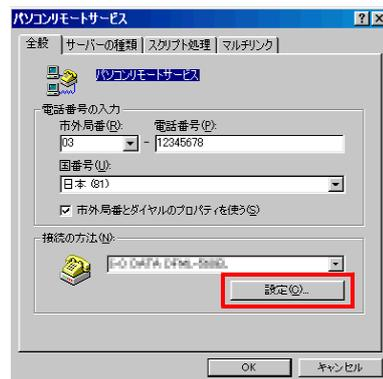 パソコンリモートサービス
全般 サーバーの種類 スクリプト処理 マルチリンク
パソコンリモートサービス
電話番号の入力
市外局番(R): 電話番号(P):
03 - 12345678
国番号(U):
日本 (81)
市外局番とダイヤルのプロパティを使う(S)
接続の方法(N):
設定(O)...
OK キャンセル